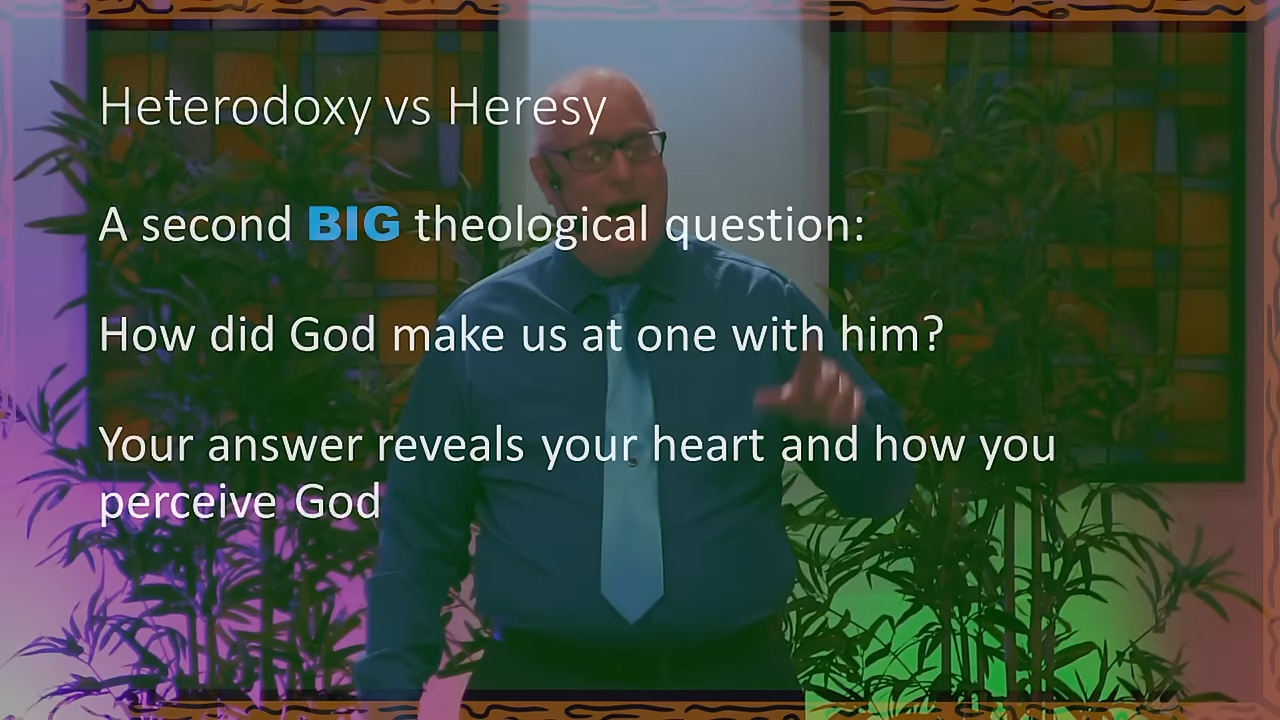 Heterodoxy vs Heresy
A second BIG theological question:
How did God make us at one with him?
Your answer reveals your heart and how you
perceive God